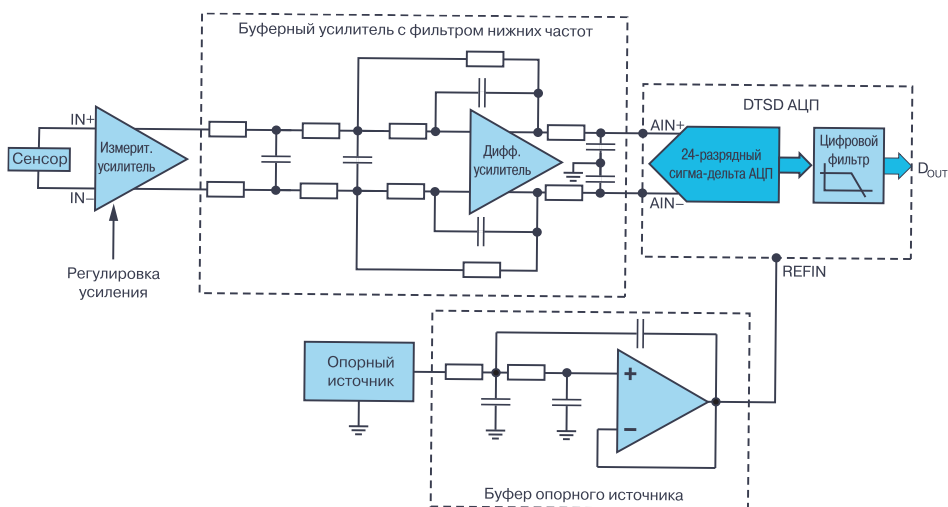 Буферный усилитель с фильтром нижних частот
DTSD АЦП
IN+
AIN+
Сенсор
Измерит.
усилитель
Дифф.
усилитель
24-разрядный
сигма-дельта АЦП
Цифровой
фильтр
DOUT
IN–
AIN–
Регулировка
усиления
REFIN
Опорный
источник
+
–
Буфер опорного источника